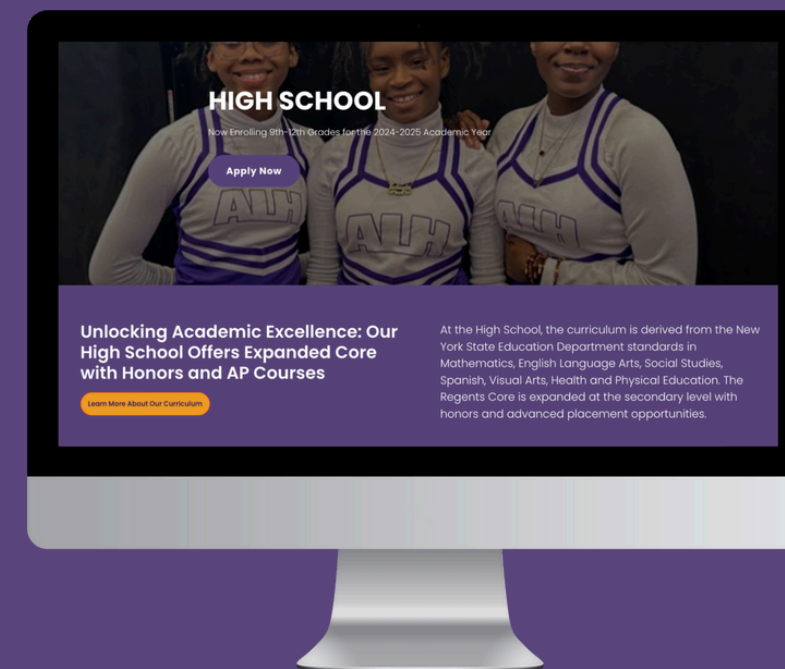 HIGH SCHOOL
Now Enrolling 9th-12th Grades for the 2024-2025 Academic Year
Apply Now
ALH
ALH
ALH
Unlocking Academic Excellence: Our
High School Offers Expanded Core
with Honors and AP Courses
Learn More About Our Curriculum
At the High School, the curriculum is derived from the New
York State Education Department standards in
Mathematics, English Language Arts, Social Studies,
Spanish, Visual Arts, Health and Physical Education. The
Regents Core is expanded at the secondary level with
honors and advanced placement opportunities.